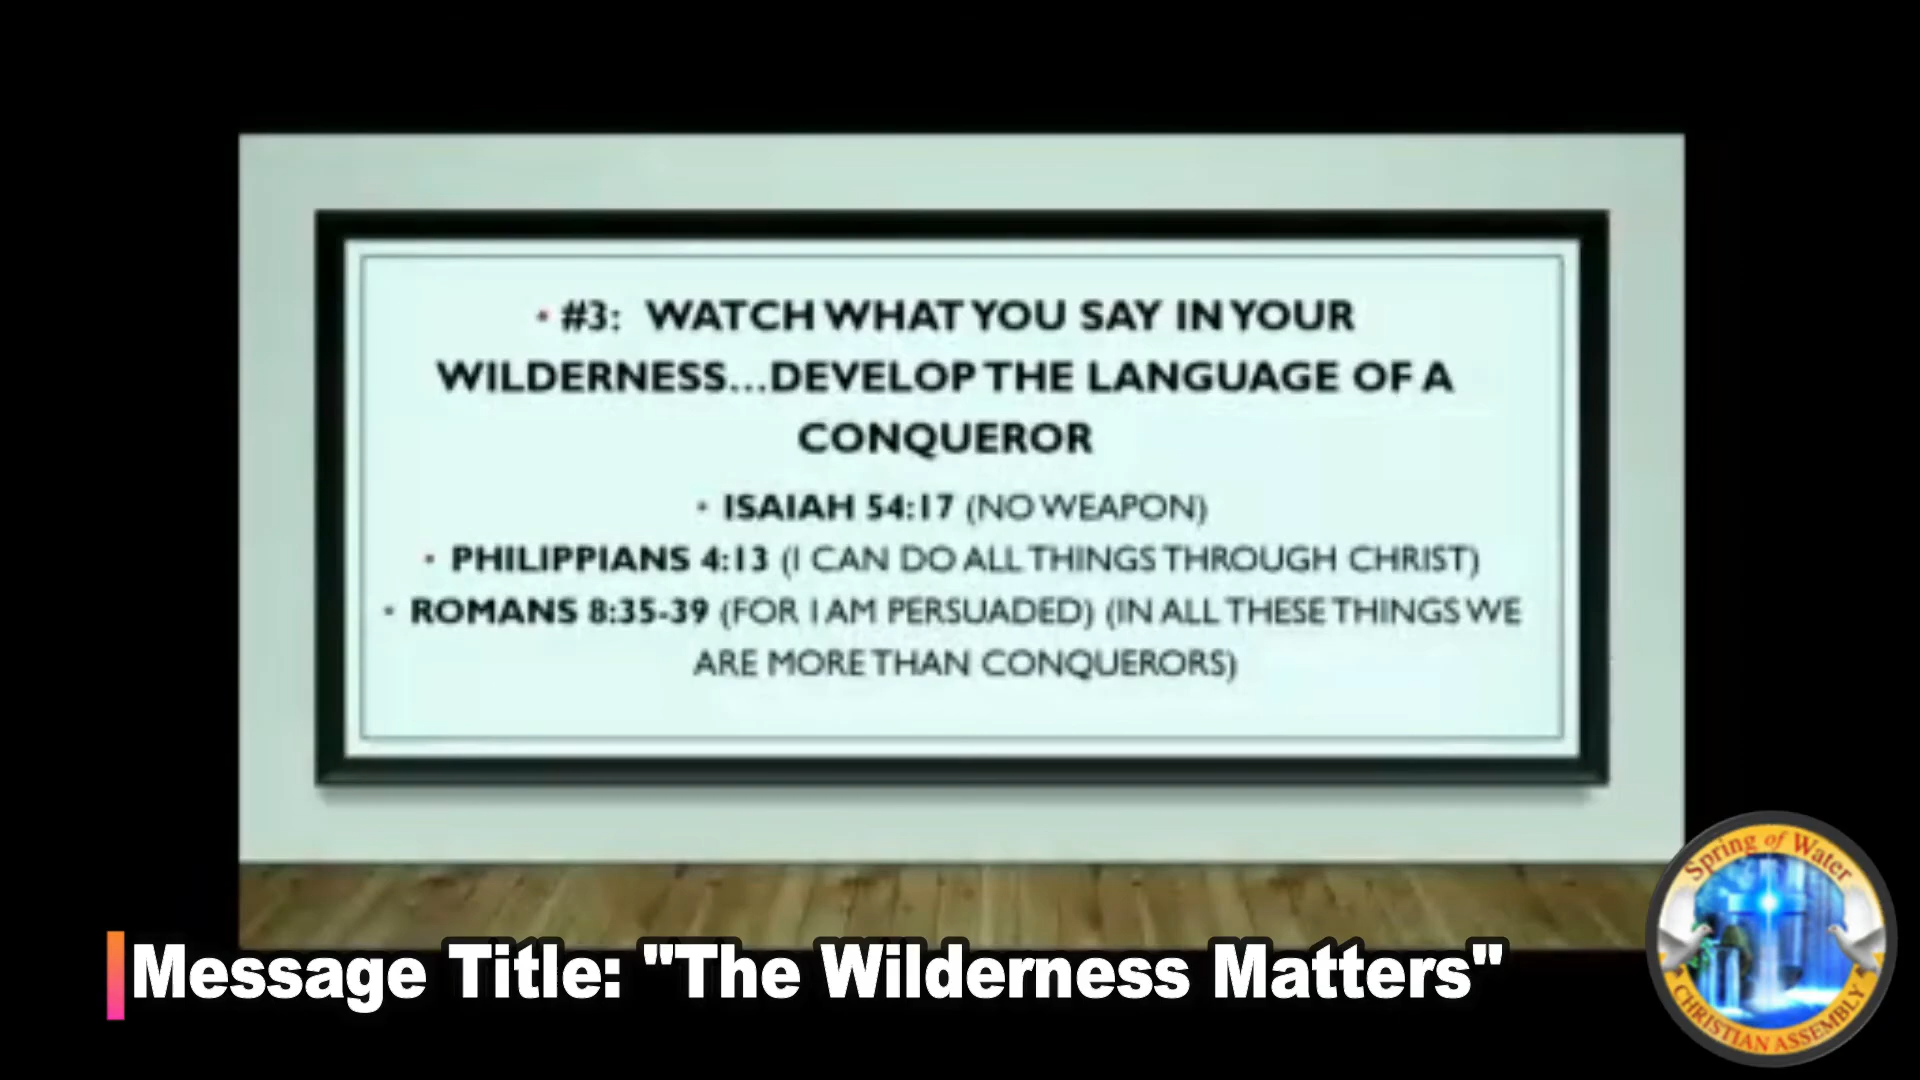 • #3: WATCH WHAT YOU SAY IN YOUR
WILDERNESS...DEVELOP THE LANGUAGE OF A
CONQUEROR
• ISAIAH 54:17 (NO WEAPON)
• PHILIPPIANS 4:13 (I CAN DO ALL THINGS THROUGH CHRIST)
• ROMANS 8:35-39 (FOR I AM PERSUADED) (IN ALL THESE THINGS WE
ARE MORE THAN CONQUERORS)
Message Title: "The Wilderness Matters"
Spring of Water
CHRISTIAN ASSEMBLY